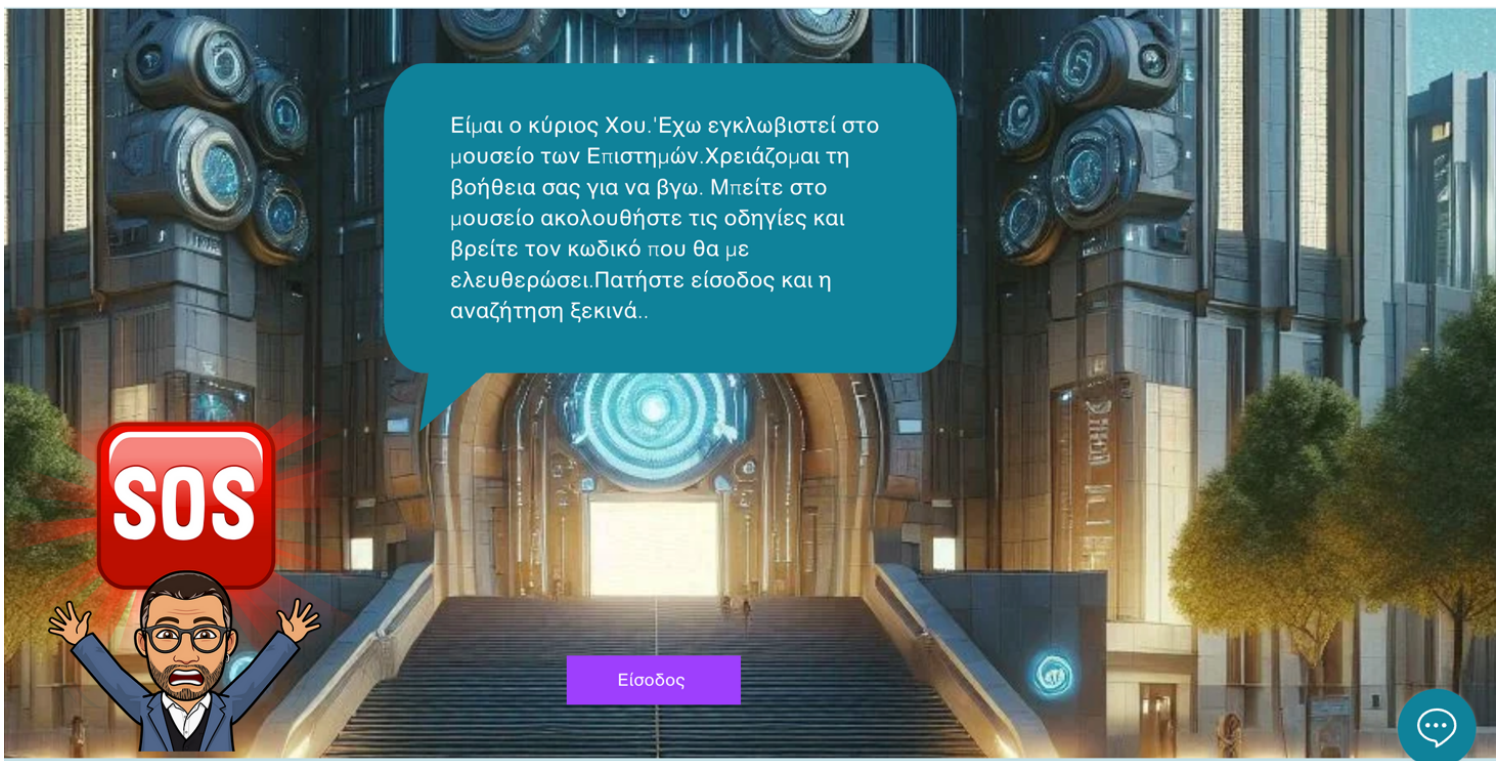 Είμαι ο κύριος Χου.Έχω εγκλωβιστεί στο
μουσείο των Επιστημών.Χρειάζομαι τη
βοήθεια σας για να βγω. Μπείτε στο
μουσείο ακολουθήστε τις οδηγίες και
βρείτε τον κωδικό που θα με
ελευθερώσει.Πατήστε είσοδος και η
αναζήτηση ξεκινά..
SOS
Είσοδος